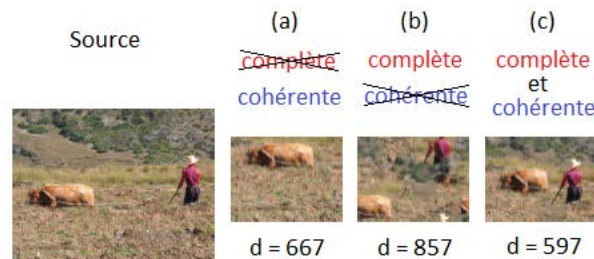 Source
(a)
complète
cohérente
d = 667
(b)
complète
cohérente
d = 857
(c)
complète
et
cohérente
d = 597